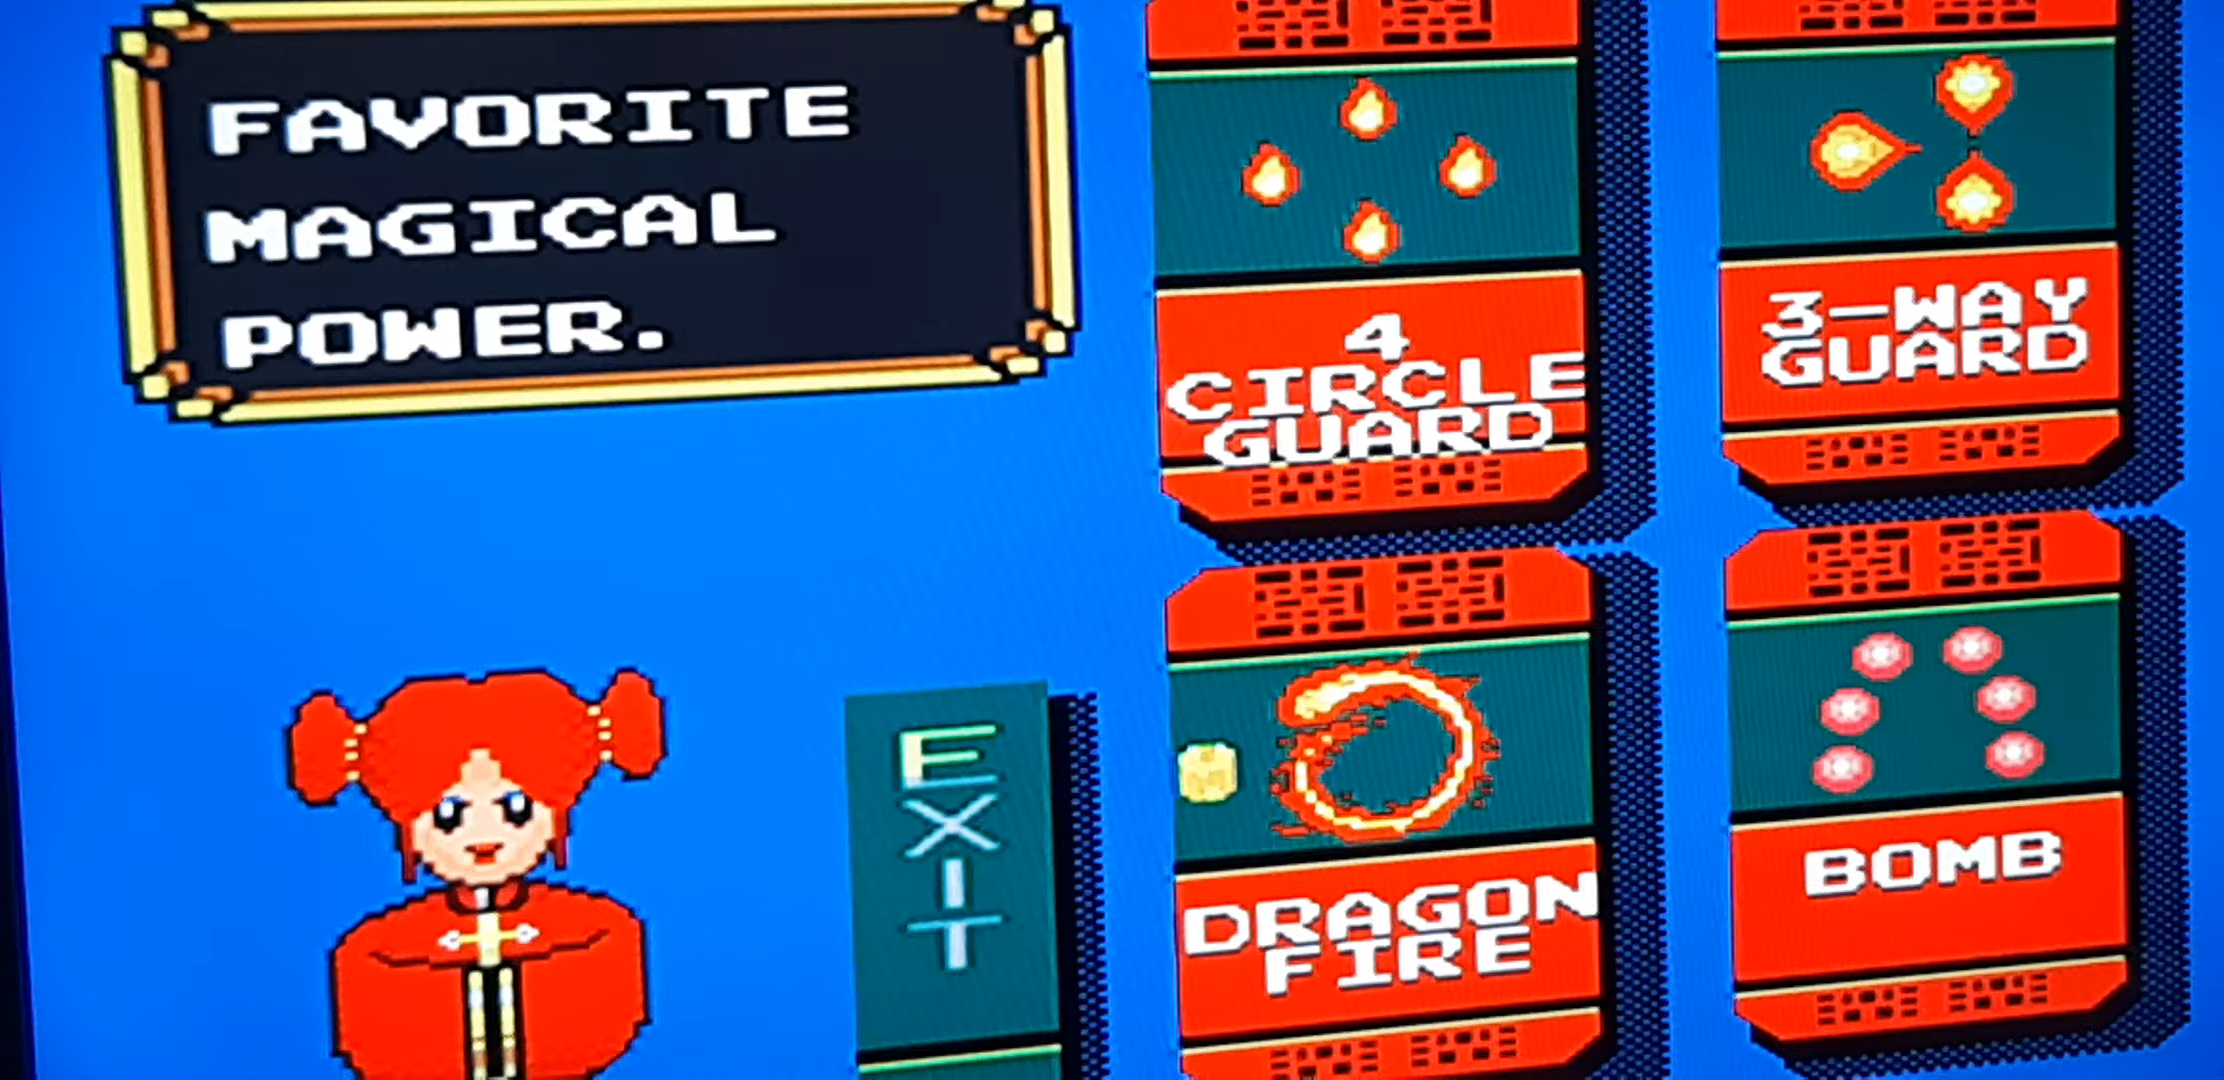 FAVORITE
MAGICAL
POWER.
4
CIRCLE
GUARD
3-WAY
GUARD
EXIT
DRAGON
FIRE
BOMB